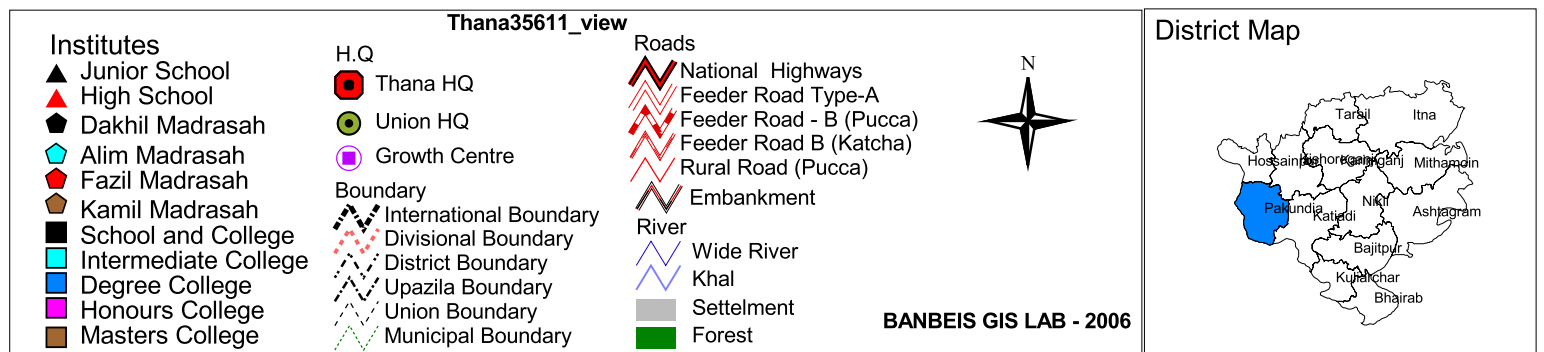 Thana35611_view
Institutes
Junior School
High School
Dakhil Madrasah
Alim Madrasah
Fazil Madrasah
Kamil Madrasah
School and College
Intermediate College
Degree College
Honours College
Masters College
H.Q
Thana HQ
Union HQ
Growth Centre
Boundary
International Boundary
Divisional Boundary
District Boundary
Upazila Boundary
Union Boundary
Municipal Boundary
Roads
National Highways
Feeder Road Type-A
Feeder Road - B (Pucca)
Feeder Road B (Katcha)
Rural Road (Pucca)
Embankment
River
Wide River
Khal
Settelment
Forest
N
BANBEIS GIS LAB - 2006
District Map
Tarail
Itna
Mithamoin
Nikli
Pakundia
Katiadi
Ashtagram
Bajitpur
Kuliarchar
Bhairab